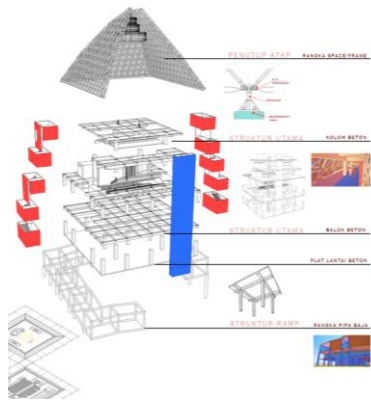 PENUTUP ATAP RANGKA SPACE-FRAME
STRUKTUR UTAMA KOLOM BETON
STRUKTUR UTAMA BALOK BETON
PLAT LANTAI BETON
STRUKTUR RAMP RANGKA PIPA BAJA